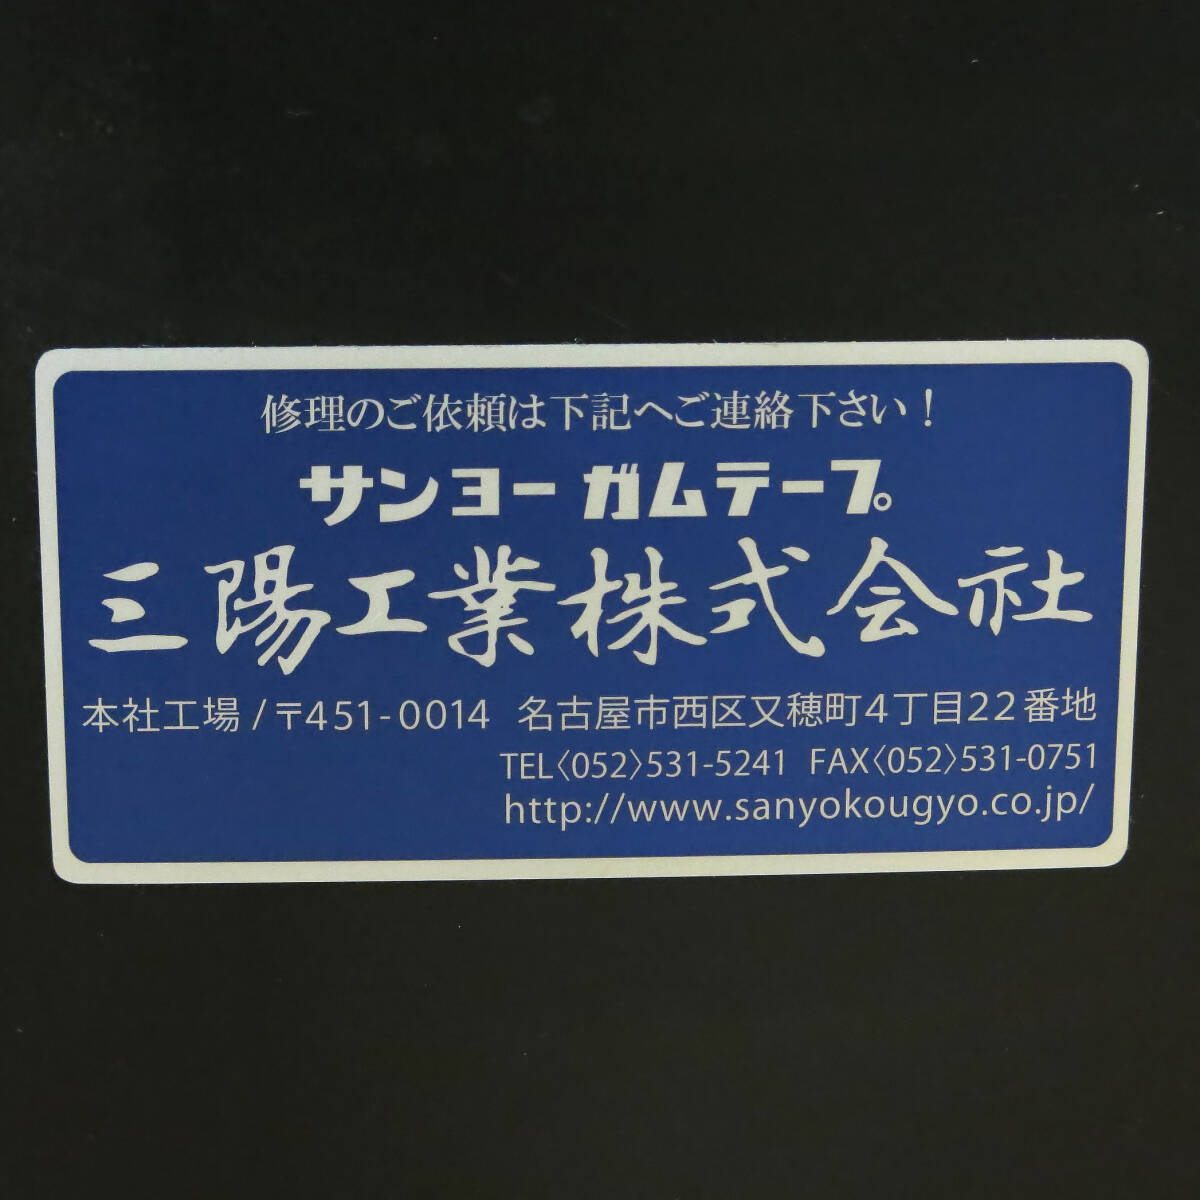 修理のご依頼は下記へご連絡下さい！
サンヨー ガムテープ
三陽工業株式会社
本社工場/〒451-0014 名古屋市西区又穂町4丁目22番地
TEL〈052〉531-5241 FAX〈052〉531-0751
http://www.sanyokougyo.co.jp/